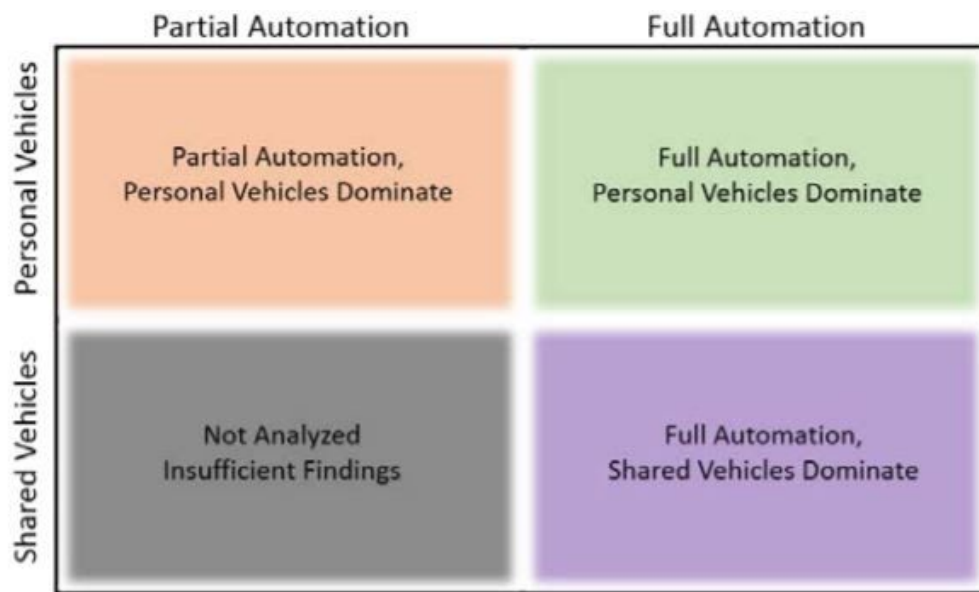 Partial Automation
Full Automation
Personal Vehicles
Partial Automation,
Personal Vehicles Dominate
Full Automation,
Personal Vehicles Dominate
Shared Vehicles
Not Analyzed
Insufficient Findings
Full Automation,
Shared Vehicles Dominate